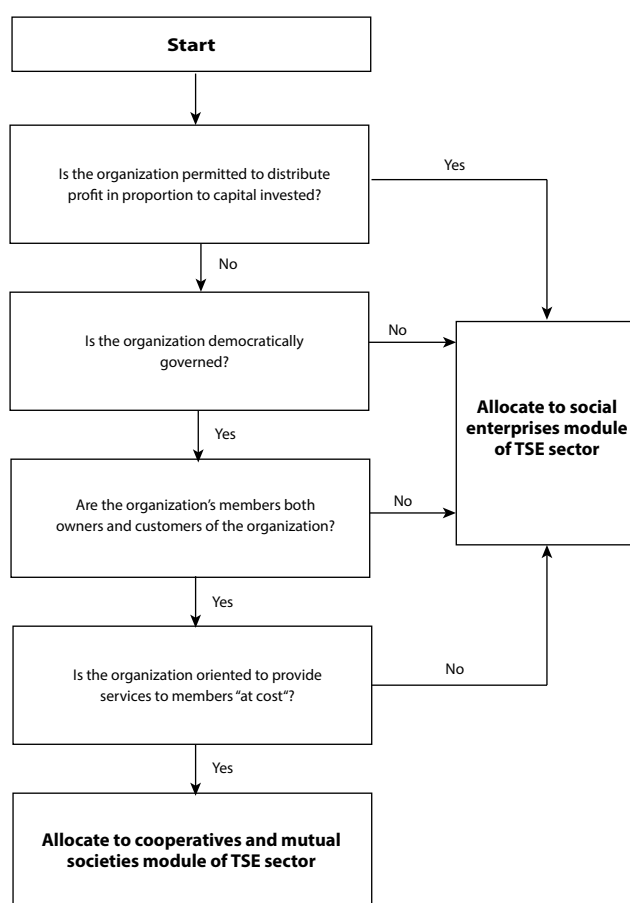 Start
Is the organization permitted to distribute
profit in proportion to capital invested?
Yes
No
Is the organization democratically
governed?
No
Allocate to social
enterprises module
of TSE sector
Yes
Are the organization’s members both
owners and customers of the organization?
No
Yes
Is the organization oriented to provide
services to members “at cost“?
No
Yes
Allocate to cooperatives and mutual
societies module of TSE sector